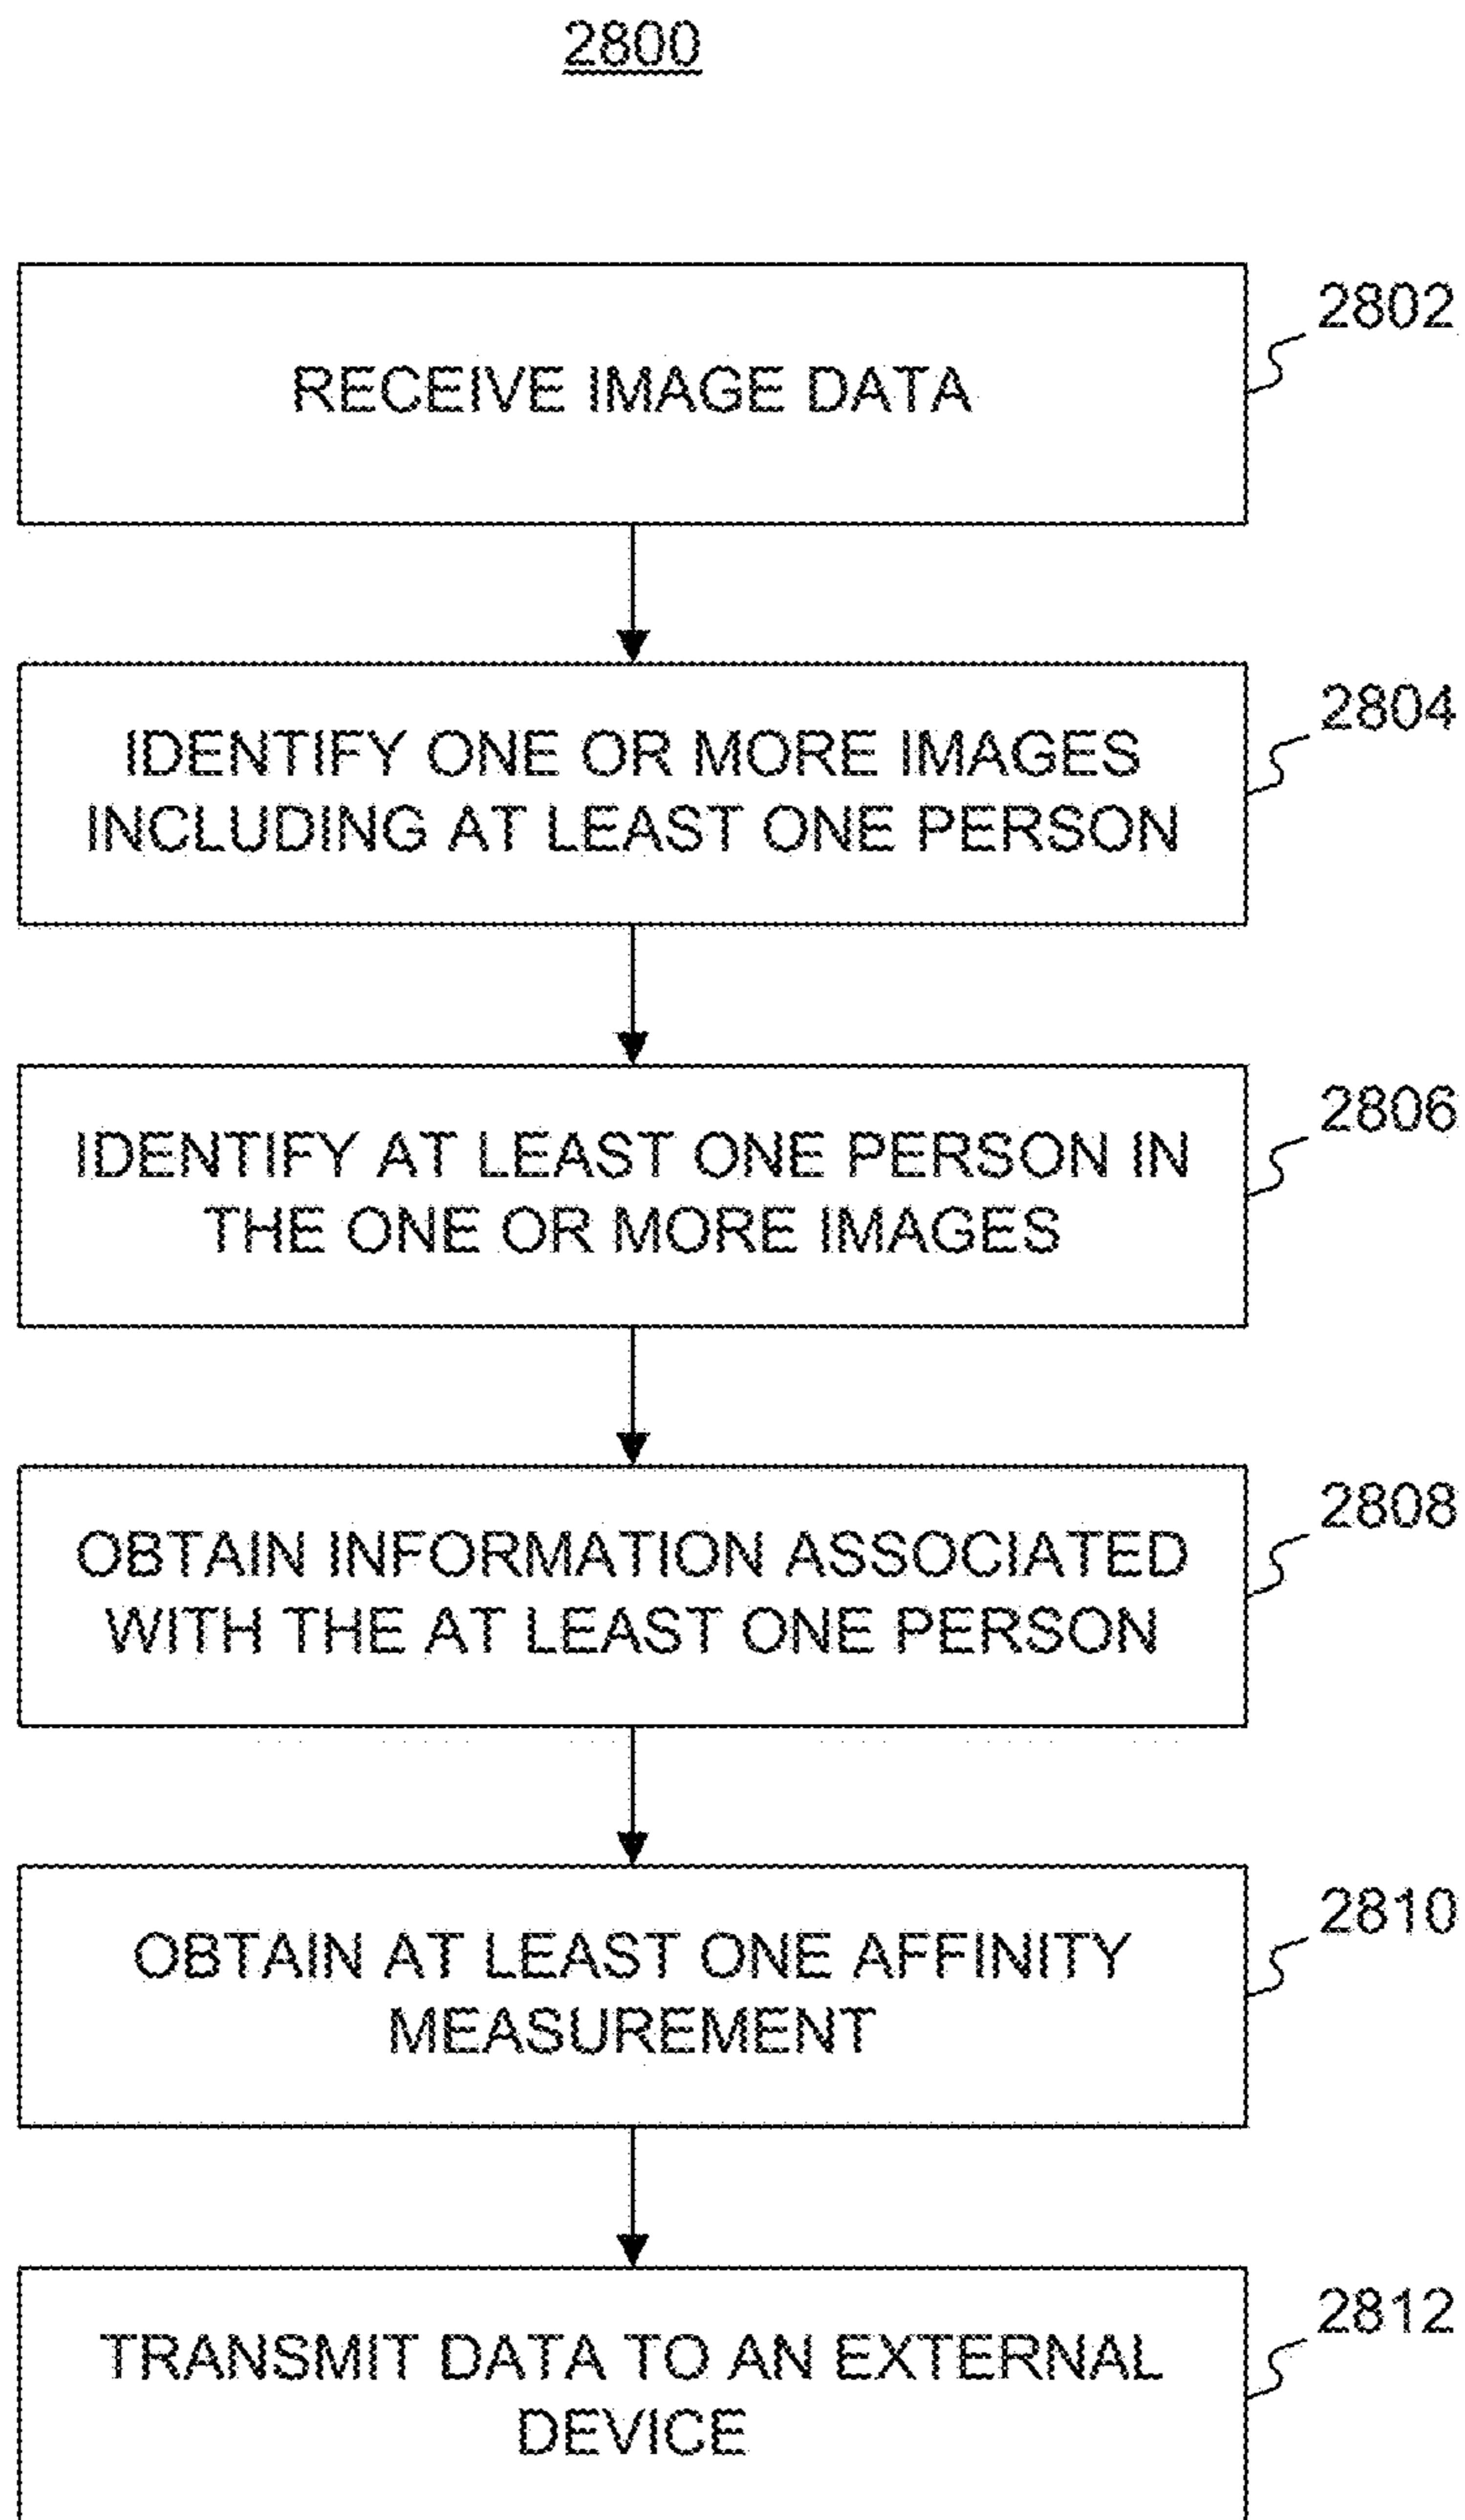 2800
RECEIVE IMAGE DATA
2802
IDENTIFY ONE OR MORE IMAGES
INCLUDING AT LEAST ONE PERSON
2804
IDENTIFY AT LEAST ONE PERSON IN
THE ONE OR MORE IMAGES
2806
OBTAIN INFORMATION ASSOCIATED
WITH THE AT LEAST ONE PERSON
2808
OBTAIN AT LEAST ONE AFFINITY
MEASUREMENT
2810
TRANSMIT DATA TO AN EXTERNAL
DEVICE
2812